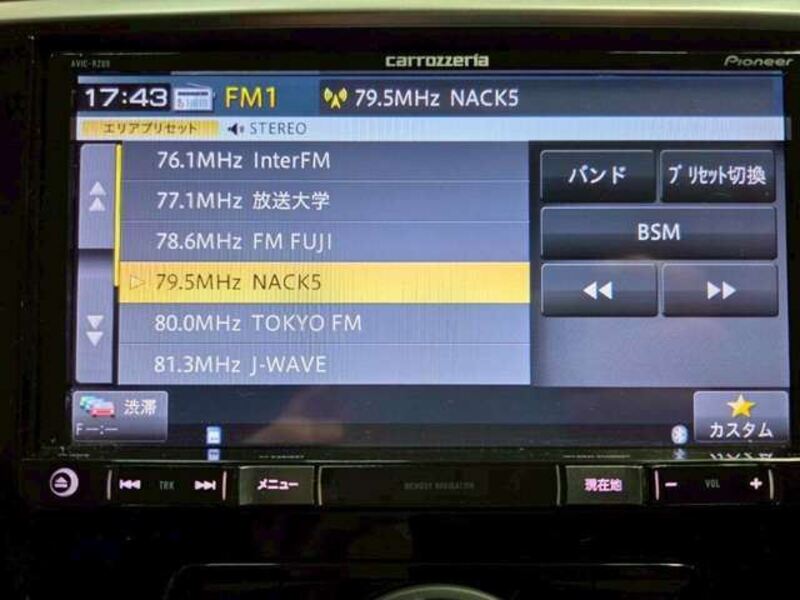 carrozzeria
Pioneer
17:43 FM1 79.5MHz NACK5
エリアプリセット STEREO
76.1MHz InterFM
77.1MHz 放送大学
78.6MHz FM FUJI
79.5MHz NACK5
80.0MHz TOKYO FM
81.3MHz J-WAVE
バンド
プリセット切換
BSM
渋滞
F--:--
カスタム
TRK
メニュー
MEMORY NAVIGATION
現在地
− VOL +